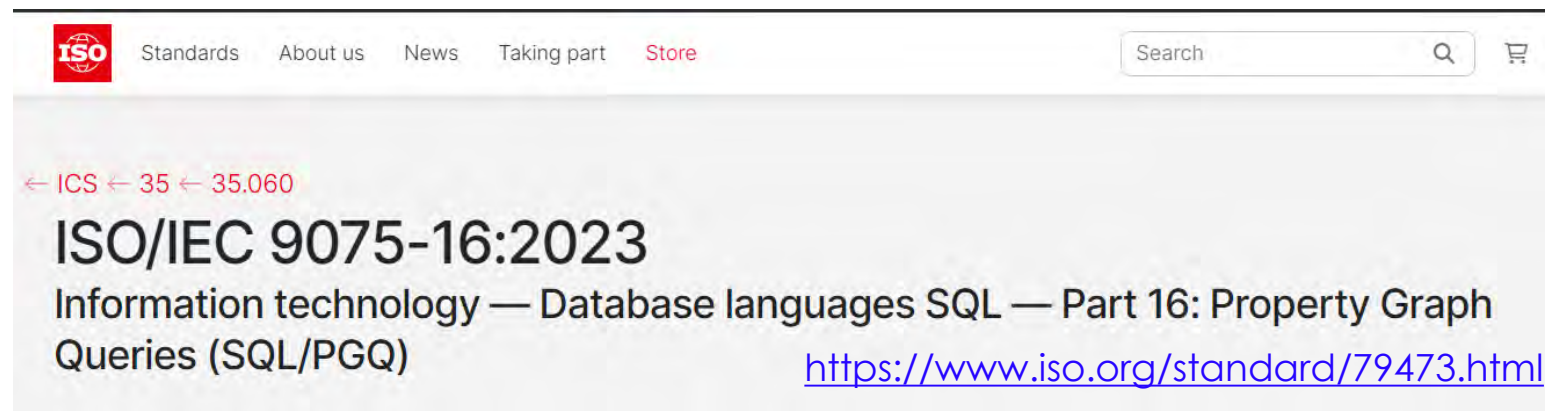 ISO Standards About us News Taking part Store Search
← ICS ← 35 ← 35.060
ISO/IEC 9075-16:2023
Information technology — Database languages SQL — Part 16: Property Graph
Queries (SQL/PGQ)
https://www.iso.org/standard/79473.html